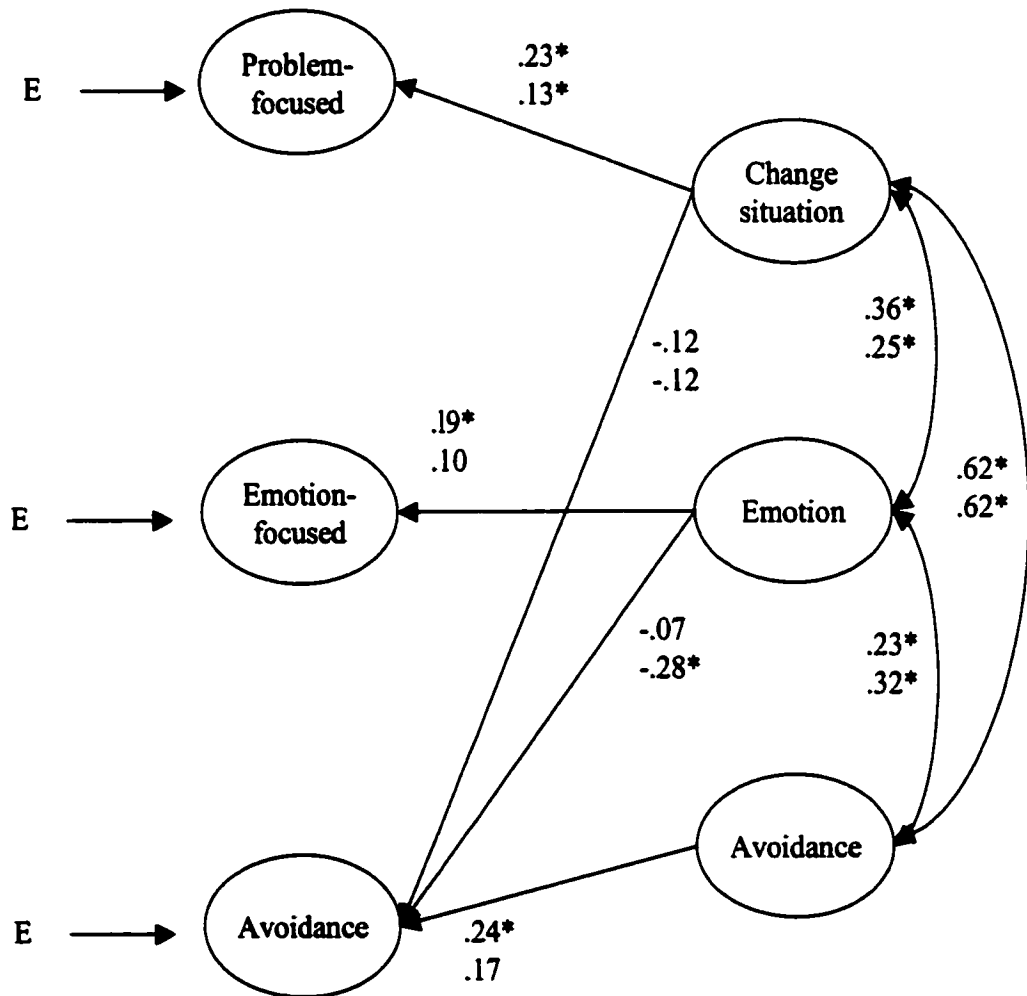 E
Problem-
focused
.23*
.13*
Change
situation
.36*
.25*
-.12
-.12
.19*
.10
E
Emotion-
focused
Emotion
.62*
.62*
-.07
-.28*
.23*
.32*
Avoidance
E
Avoidance
.24*
.17